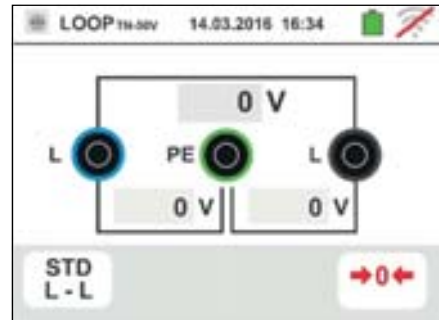 LOOP TN-50V 14.03.2016 16:34
0 V
L PE L
0 V 0 V
STD
L - L
➔0←